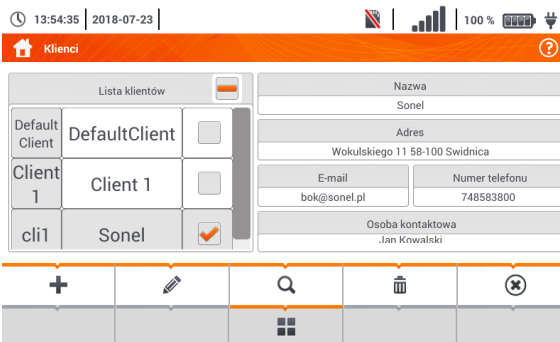 13:54:35 2018-07-23 100 %
Klienci
Lista klientów
Default
Client
DefaultClient
Client
1
Client 1
cli1
Sonel
Nazwa
Sonel
Adres
Wokulskiego 11 58-100 Swidnica
E-mail
bok@sonel.pl
Numer telefonu
748583800
Osoba kontaktowa
Jan Kowalski